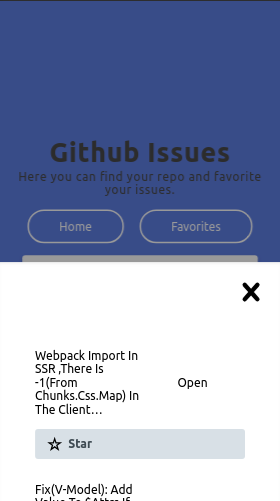 Github Issues
Here you can find your repo and favorite
your issues.
Home
Favorites
Webpack Import In
SSR ,There Is
-1(From
Chunks.Css.Map) In
The Client…
Open
☆ Star
Fix(V-Model): Add
Value To $Attrs If